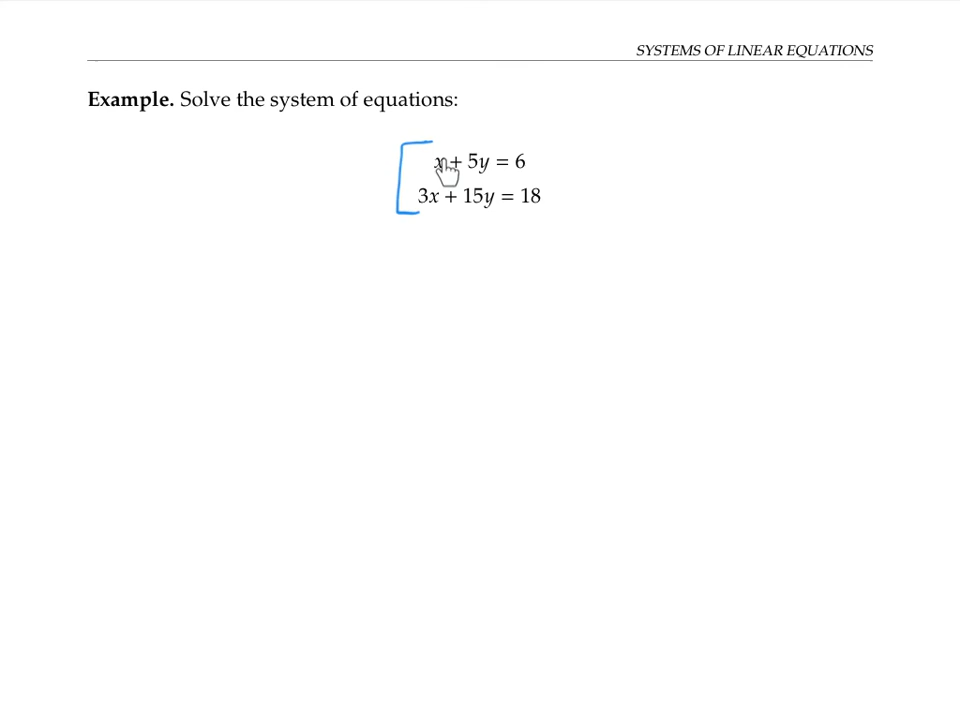 SYSTEMS OF LINEAR EQUATIONS
Example. Solve the system of equations:
x + 5y = 6
3x + 15y = 18